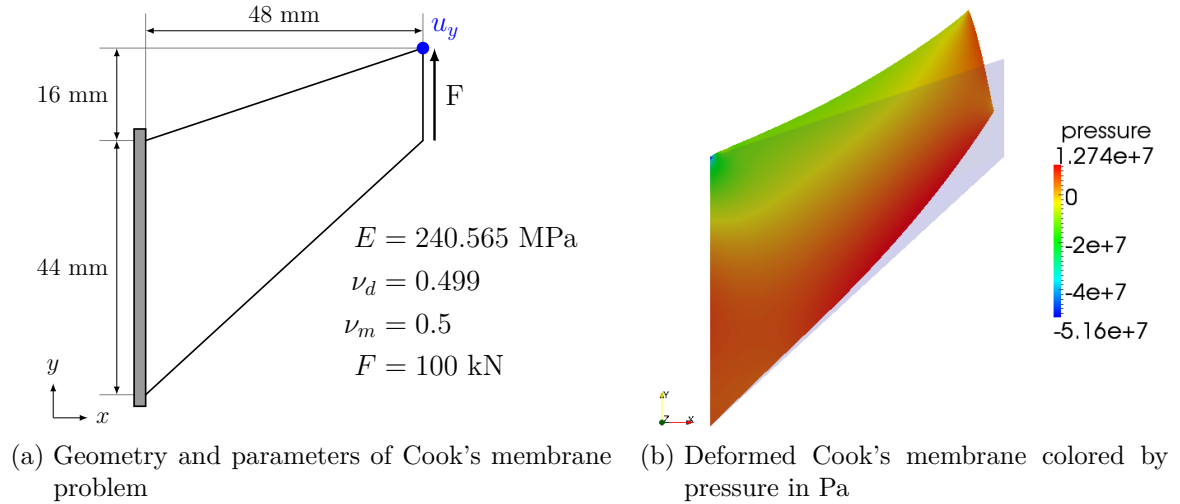 48 mm
u_y
16 mm
F
44 mm
E = 240.565 MPa
ν_d = 0.499
ν_m = 0.5
F = 100 kN
y
x
(a) Geometry and parameters of Cook's membrane
problem
pressure
1.274e+7
0
-2e+7
-4e+7
-5.16e+7
Y
Z X
(b) Deformed Cook's membrane colored by
pressure in Pa